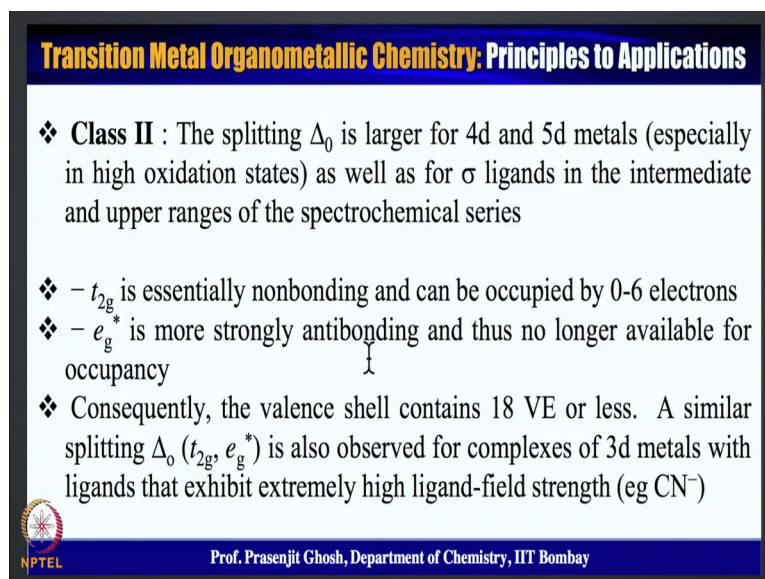 Transition Metal Organometallic Chemistry: Principles to Applications
❖ Class II : The splitting Δ₀ is larger for 4d and 5d metals (especially
in high oxidation states) as well as for σ ligands in the intermediate
and upper ranges of the spectrochemical series
❖ – t₂g is essentially nonbonding and can be occupied by 0-6 electrons
❖ – eg* is more strongly antibonding and thus no longer available for
occupancy
❖ Consequently, the valence shell contains 18 VE or less. A similar
splitting Δₒ (t₂g, eg*) is also observed for complexes of 3d metals with
ligands that exhibit extremely high ligand-field strength (eg CN⁻)
NPTEL
Prof. Prasenjit Ghosh, Department of Chemistry, IIT Bombay